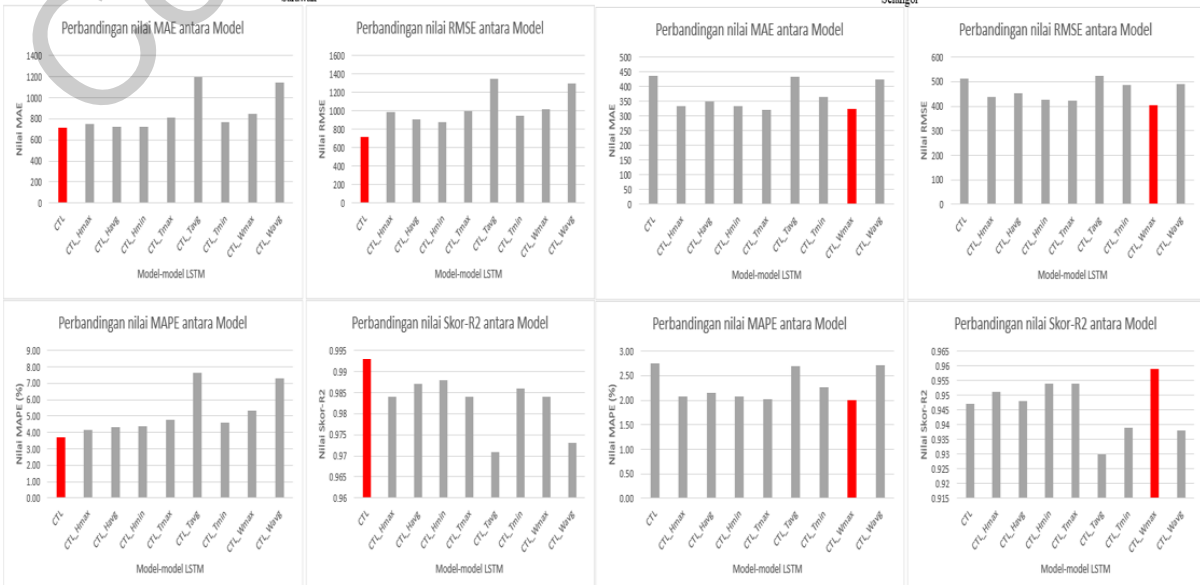 Selangor
Perbandingan nilai MAE antara Model
Nilai MAE
1400
1200
1000
800
600
400
200
0
CTL
CTL_Hmax
CTL_Havg
CTL_Hmin
CTL_Tmax
CTL_Tavg
CTL_Tmin
CTL_Wmax
CTL_Wavg
Model-model LSTM
Perbandingan nilai RMSE antara Model
Nilai RMSE
1600
1400
1200
1000
800
600
400
200
0
CTL
CTL_Hmax
CTL_Havg
CTL_Hmin
CTL_Tmax
CTL_Tavg
CTL_Tmin
CTL_Wmax
CTL_Wavg
Model-model LSTM
Perbandingan nilai MAE antara Model
Nilai MAE
500
450
400
350
300
250
200
150
100
50
0
CTL
CTL_Hmax
CTL_Havg
CTL_Hmin
CTL_Tmax
CTL_Tavg
CTL_Tmin
CTL_Wmax
CTL_Wavg
Model-model LSTM
Perbandingan nilai RMSE antara Model
Nilai RMSE
600
500
400
300
200
100
0
CTL
CTL_Hmax
CTL_Havg
CTL_Hmin
CTL_Tmax
CTL_Tavg
CTL_Tmin
CTL_Wmax
CTL_Wavg
Model-model LSTM
Perbandingan nilai MAPE antara Model
Nilai MAPE (%)
9.00
8.00
7.00
6.00
5.00
4.00
3.00
2.00
1.00
0.00
CTL
CTL_Hmax
CTL_Havg
CTL_Hmin
CTL_Tmax
CTL_Tavg
CTL_Tmin
CTL_Wmax
CTL_Wavg
Model-model LSTM
Perbandingan nilai Skor-R2 antara Model
Nilai Skor-R2
0.995
0.99
0.985
0.98
0.975
0.97
0.965
0.96
CTL
CTL_Hmax
CTL_Havg
CTL_Hmin
CTL_Tmax
CTL_Tavg
CTL_Tmin
CTL_Wmax
CTL_Wavg
Model-model LSTM
Perbandingan nilai MAPE antara Model
Nilai MAPE (%)
3.00
2.50
2.00
1.50
1.00
0.50
0.00
CTL
CTL_Hmax
CTL_Havg
CTL_Hmin
CTL_Tmax
CTL_Tavg
CTL_Tmin
CTL_Wmax
CTL_Wavg
Model-model LSTM
Perbandingan nilai Skor-R2 antara Model
Nilai Skor-R2
0.965
0.96
0.955
0.95
0.945
0.94
0.935
0.93
0.925
0.92
0.915
CTL
CTL_Hmax
CTL_Havg
CTL_Hmin
CTL_Tmax
CTL_Tavg
CTL_Tmin
CTL_Wmax
CTL_Wavg
Model-model LSTM